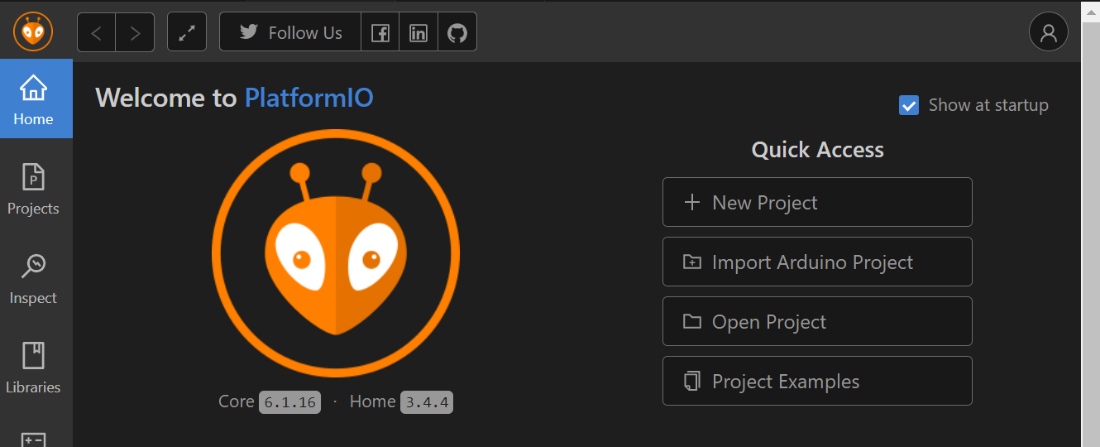 Follow Us
Home
Welcome to PlatformIO
Show at startup
Quick Access
Projects
New Project
Import Arduino Project
Inspect
Open Project
Libraries
Project Examples
Core 6.1.16 · Home 3.4.4